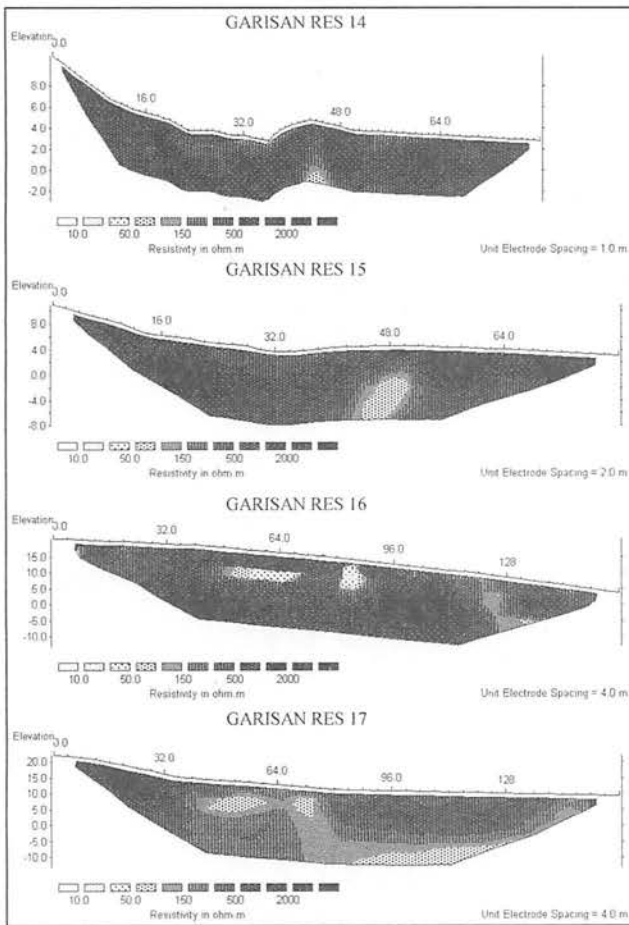 GARISAN RES 14
Elevation
0.0
16.0
32.0
48.0
64.0
8.0
6.0
4.0
2.0
0.0
-2.0
10.0 50.0 150 500 2000
Resistivity in ohm.m
Unit Electrode Spacing = 1.0 m
GARISAN RES 15
Elevation
0.0
16.0
32.0
48.0
64.0
8.0
4.0
0.0
-4.0
-8.0
10.0 50.0 150 500 2000
Resistivity in ohm.m
Unit Electrode Spacing = 2.0 m
GARISAN RES 16
Elevation
0.0
32.0
64.0
96.0
128
15.0
10.0
5.0
0.0
-5.0
-10.0
10.0 50.0 150 500 2000
Resistivity in ohm.m
Unit Electrode Spacing = 4.0 m
GARISAN RES 17
Elevation
0.0
32.0
64.0
96.0
128
20.0
15.0
10.0
5.0
0.0
-5.0
-10.0
10.0 50.0 150 500 2000
Resistivity in ohm.m
Unit Electrode Spacing = 4.0 m